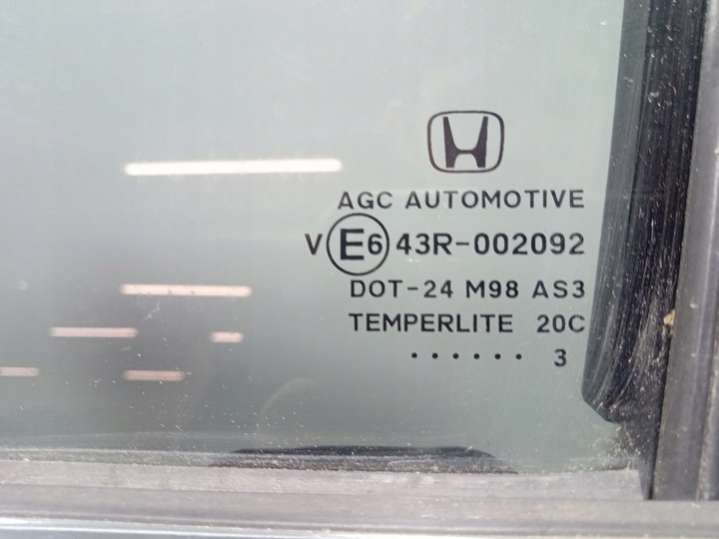 AGC AUTOMOTIVE
V E6 43R-002092
DOT-24 M98 AS3
TEMPERLITE 20C
...... 3